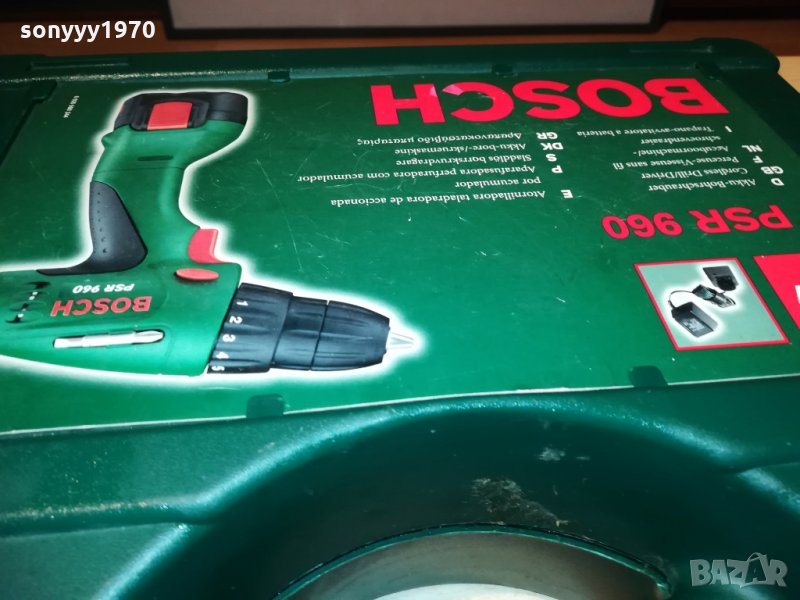 sonyyy1970
BOSCH
PSR 960
D Akku-Bohrschrauber
GB Cordless Drill/Driver
F Perceuse-Visseuse sans fil
NL Accuboormachine/
schroevendraaier
I Trapano-avvitatore a batteria
E Atornilladora taladradora de accionada
por acumulador
P Aparafusadora perfuradora com acumulador
S Sladdlös borrskruvdragare
DK Akku-bore-/skruemaskine
GR Δραπανοκατσάβιδο μπαταρίας
BOSCH
PSR 960
1
2
3
4
5
BAZAR